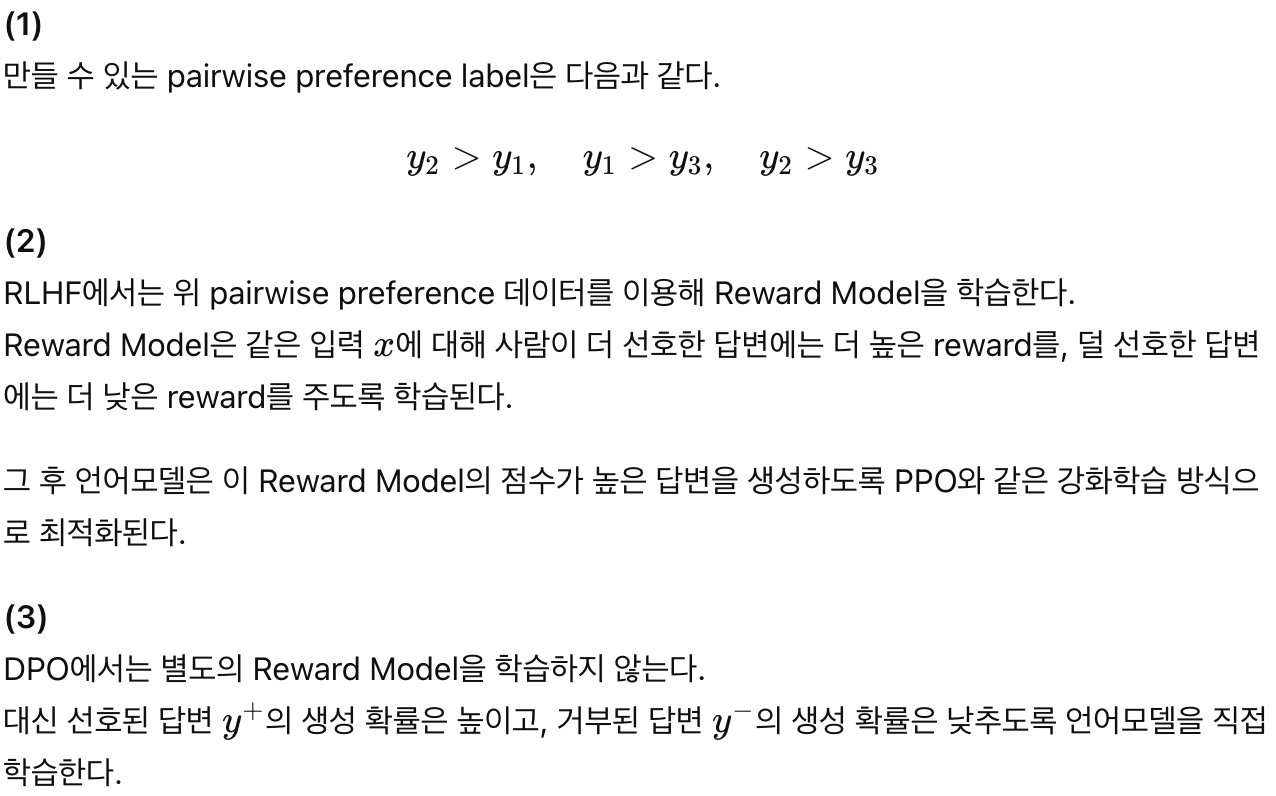 (1)
만들 수 있는 pairwise preference label은 다음과 같다.
y₂ > y₁, y₁ > y₃, y₂ > y₃
(2)
RLHF에서는 위 pairwise preference 데이터를 이용해 Reward Model을 학습한다.
Reward Model은 같은 입력 x에 대해 사람이 더 선호한 답변에는 더 높은 reward를, 덜 선호한 답변
에는 더 낮은 reward를 주도록 학습된다.
그 후 언어모델은 이 Reward Model의 점수가 높은 답변을 생성하도록 PPO와 같은 강화학습 방식으
로 최적화된다.
(3)
DPO에서는 별도의 Reward Model을 학습하지 않는다.
대신 선호된 답변 y⁺의 생성 확률은 높이고, 거부된 답변 y⁻의 생성 확률은 낮추도록 언어모델을 직접
학습한다.